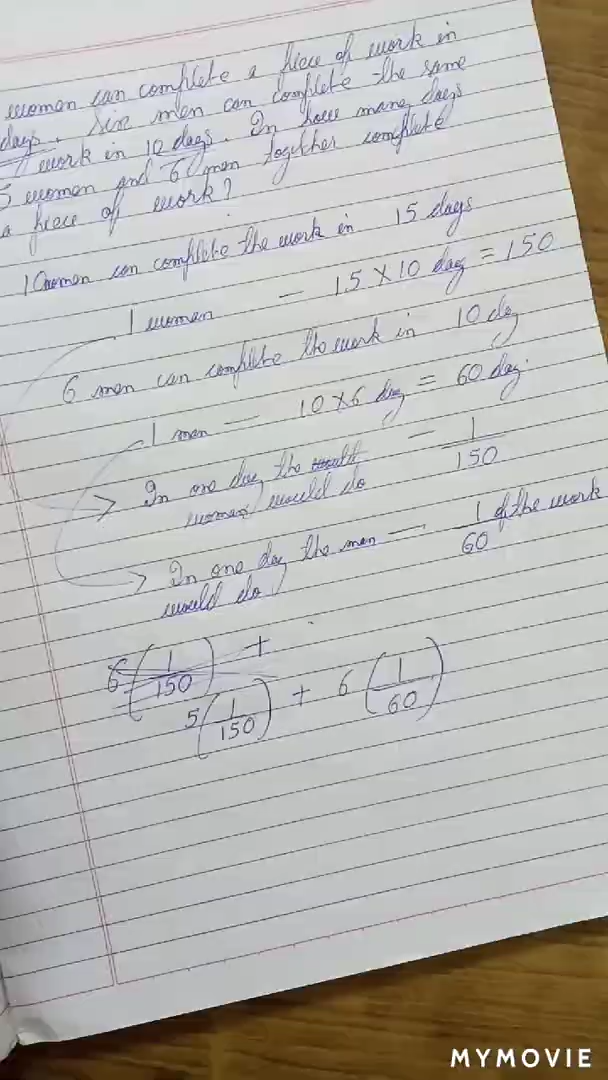 women can complete a piece of work in
days. Six men can complete the same
work in 10 days. In how many days
5 women and 6 men together complete
a piece of work?
10women can complete the work in 15 days
1 women — 15 × 10 day = 150
6 men can complete the work in 10 day
1 men — 10×6 day = 60 day.
In one day the — 1/150
women would do
In one day the men — 1/60 of the work
would do
6(1/150) +
5(1/150) + 6(1/60)
MYMOVIE